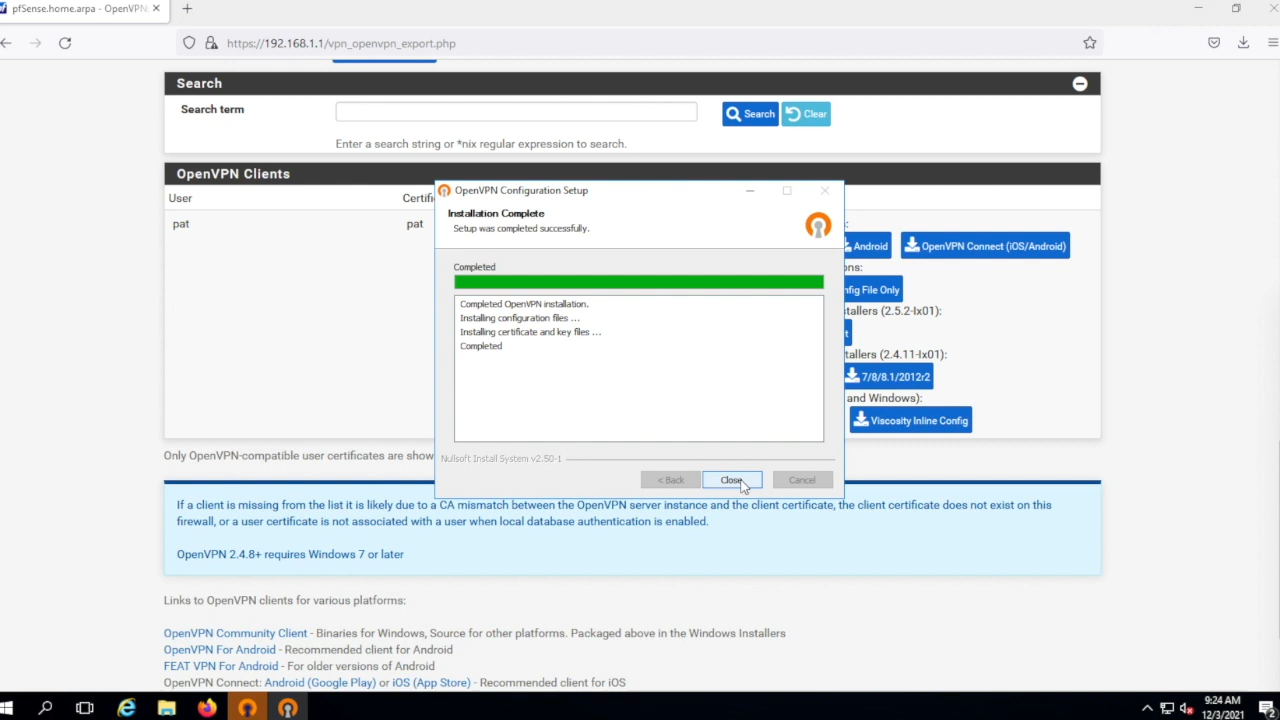 pfSense.home.arpa - OpenVPN:
https://192.168.1.1/vpn_openvpn_export.php
Search
Search term
Search
Clear
Enter a search string or *nix regular expression to search.
OpenVPN Clients
User
Certifi
pat
pat
OpenVPN Configuration Setup
Installation Complete
Setup was completed successfully.
Completed
Completed OpenVPN installation.
Installing configuration files ...
Installing certificate and key files ...
Completed
Nullsoft Install System v2.50-1
< Back
Close
Cancel
Android
OpenVPN Connect (iOS/Android)
ons:
nfig File Only
stallers (2.5.2-Ix01):
t
tallers (2.4.11-Ix01):
7/8/8.1/2012r2
and Windows):
Viscosity Inline Config
Only OpenVPN-compatible user certificates are show
If a client is missing from the list it is likely due to a CA mismatch between the OpenVPN server instance and the client certificate, the client certificate does not exist on this
firewall, or a user certificate is not associated with a user when local database authentication is enabled.
OpenVPN 2.4.8+ requires Windows 7 or later
Links to OpenVPN clients for various platforms:
OpenVPN Community Client - Binaries for Windows, Source for other platforms. Packaged above in the Windows Installers
OpenVPN For Android - Recommended client for Android
FEAT VPN For Android - For older versions of Android
OpenVPN Connect: Android (Google Play) or iOS (App Store) - Recommended client for iOS
9:24 AM
12/3/2021
2